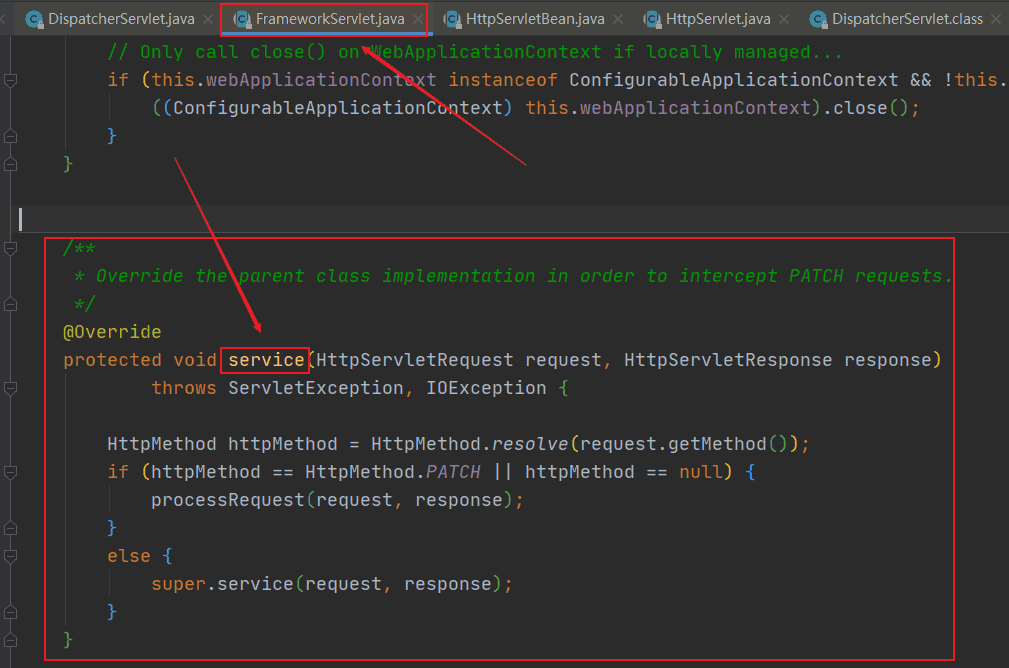 DispatcherServlet.java FrameworkServlet.java HttpServletBean.java HttpServlet.java DispatcherServlet.class
// Only call close() on WebApplicationContext if locally managed...
if (this.webApplicationContext instanceof ConfigurableApplicationContext && !this.
((ConfigurableApplicationContext) this.webApplicationContext).close();
}
}
/**
* Override the parent class implementation in order to intercept PATCH requests.
*/
@Override
protected void service(HttpServletRequest request, HttpServletResponse response)
throws ServletException, IOException {
HttpMethod httpMethod = HttpMethod.resolve(request.getMethod());
if (httpMethod == HttpMethod.PATCH || httpMethod == null) {
processRequest(request, response);
}
else {
super.service(request, response);
}
}